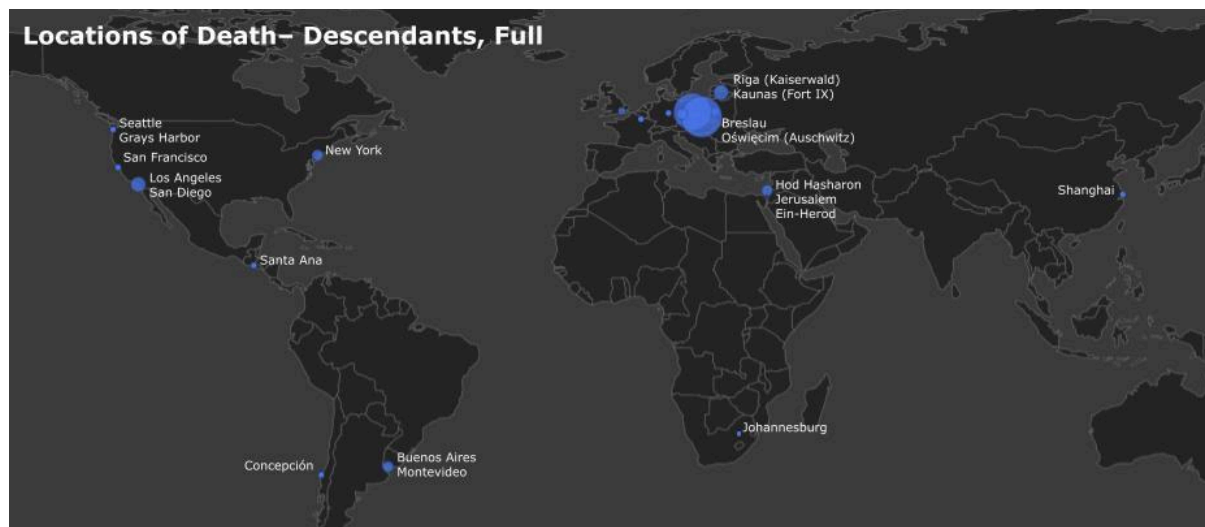 Locations of Death– Descendants, Full
Riga (Kaiserwald)
Kaunas (Fort IX)
Seattle
Grays Harbor
Breslau
Oświęcim (Auschwitz)
New York
San Francisco
Los Angeles
San Diego
Hod Hasharon
Jerusalem
Ein-Herod
Shanghai
Santa Ana
Johannesburg
Concepción
Buenos Aires
Montevideo